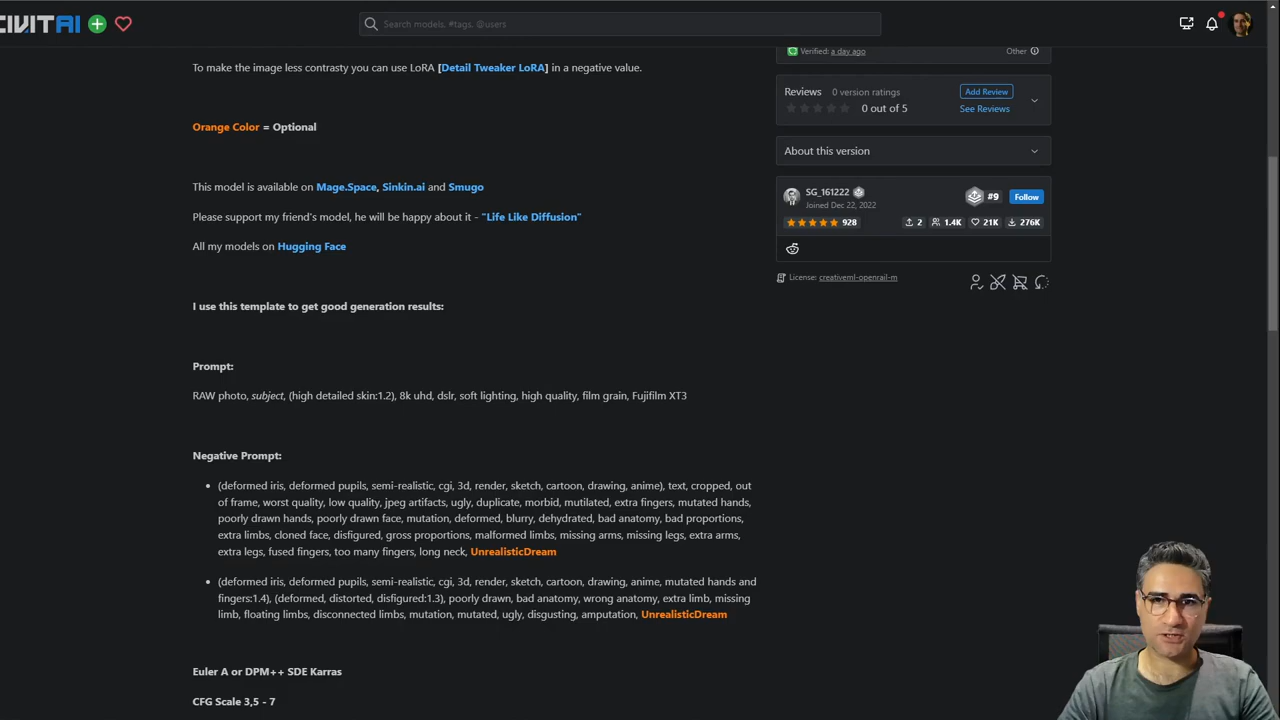 CIVITAI
Search models, #tags, @users
To make the image less contrasty you can use LoRA [Detail Tweaker LoRA] in a negative value.
Orange Color = Optional
This model is available on Mage.Space, Sinkin.ai and Smugo
Please support my friend's model, he will be happy about it - "Life Like Diffusion"
All my models on Hugging Face
I use this template to get good generation results:
Prompt:
RAW photo, subject, (high detailed skin:1.2), 8k uhd, dslr, soft lighting, high quality, film grain, Fujifilm XT3
Negative Prompt:
(deformed iris, deformed pupils, semi-realistic, cgi, 3d, render, sketch, cartoon, drawing, anime), text, cropped, out
of frame, worst quality, low quality, jpeg artifacts, ugly, duplicate, morbid, mutilated, extra fingers, mutated hands,
poorly drawn hands, poorly drawn face, mutation, deformed, blurry, dehydrated, bad anatomy, bad proportions,
extra limbs, cloned face, disfigured, gross proportions, malformed limbs, missing arms, missing legs, extra arms,
extra legs, fused fingers, too many fingers, long neck, UnrealisticDream
(deformed iris, deformed pupils, semi-realistic, cgi, 3d, render, sketch, cartoon, drawing, anime, mutated hands and
fingers:1.4), (deformed, distorted, disfigured:1.3), poorly drawn, bad anatomy, wrong anatomy, extra limb, missing
limb, floating limbs, disconnected limbs, mutation, mutated, ugly, disgusting, amputation, UnrealisticDream
Euler A or DPM++ SDE Karras
CFG Scale 3,5 - 7
Verified: a day ago Other
Reviews 0 version ratings Add Review
0 out of 5 See Reviews
About this version
SG_161222 #9 Follow
Joined Dec 22, 2022
928 2 1.4K 21K 276K
License: creativeml-openrail-m